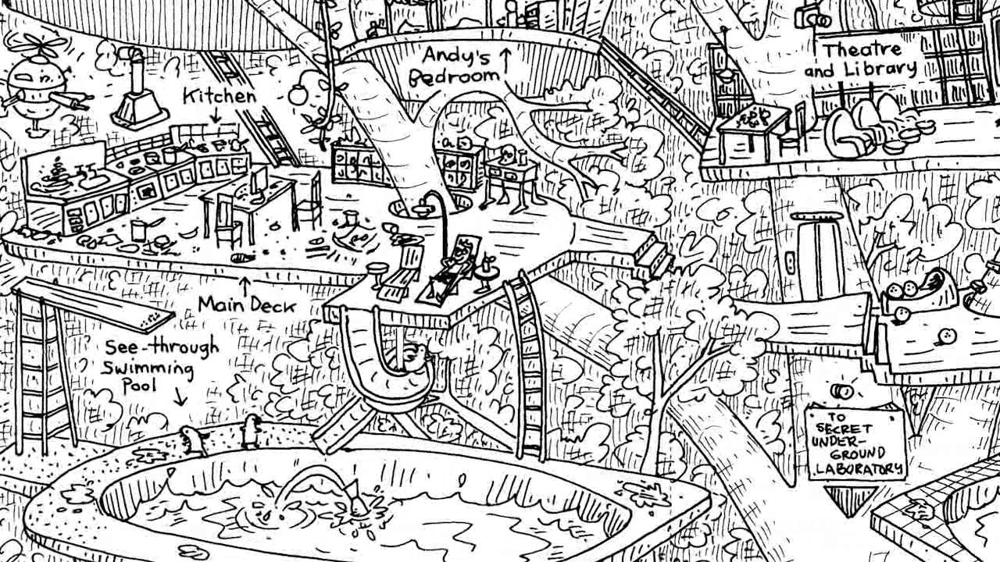 Andy's
Bedroom
Theatre
and Library
Kitchen
Main Deck
See-through
Swimming
Pool
TO
SECRET
UNDER-
GROUND
LABORATORY